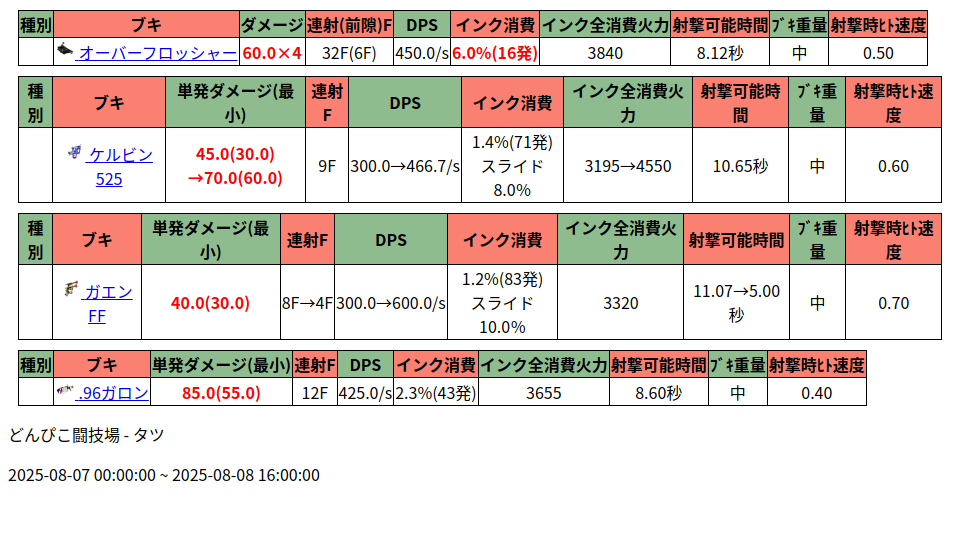 種別 ブキ ダメージ 連射(前隙)F DPS インク消費 インク全消費火力 射撃可能時間 ﾌﾞｷ重量 射撃時ﾋﾄ速度
オーバーフロッシャー 60.0×4 32F(6F) 450.0/s 6.0%(16発) 3840 8.12秒 中 0.50
種別 ブキ 単発ダメージ(最小) 連射F DPS インク消費 インク全消費火力 射撃可能時間 ﾌﾞｷ重量 射撃時ﾋﾄ速度
ケルビン525 45.0(30.0)→70.0(60.0) 9F 300.0→466.7/s 1.4%(71発) スライド 8.0% 3195→4550 10.65秒 中 0.60
種別 ブキ 単発ダメージ(最小) 連射F DPS インク消費 インク全消費火力 射撃可能時間 ﾌﾞｷ重量 射撃時ﾋﾄ速度
ガエンFF 40.0(30.0) 8F→4F 300.0→600.0/s 1.2%(83発) スライド 10.0% 3320 11.07→5.00秒 中 0.70
種別 ブキ 単発ダメージ(最小) 連射F DPS インク消費 インク全消費火力 射撃可能時間 ﾌﾞｷ重量 射撃時ﾋﾄ速度
.96ガロン 85.0(55.0) 12F 425.0/s 2.3%(43発) 3655 8.60秒 中 0.40
どんぴこ闘技場 - タツ
2025-08-07 00:00:00 ~ 2025-08-08 16:00:00